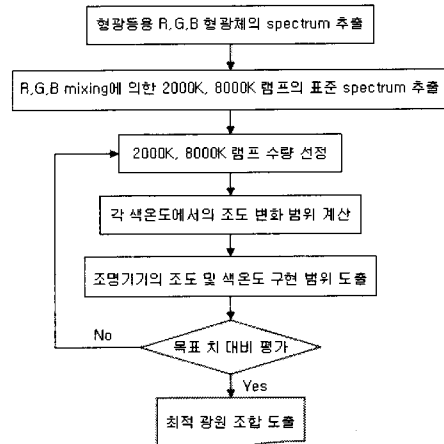 형광등용 R,G,B 형광체의 spectrum 추출
R,G,B mixing에 의한 2000K, 8000K 램프의 표준 spectrum 추출
2000K, 8000K 램프 수량 선정
각 색온도에서의 조도 변화 범위 계산
조명기기의 조도 및 색온도 구현 범위 도출
No
목표 치 대비 평가
Yes
최적 광원 조합 도출